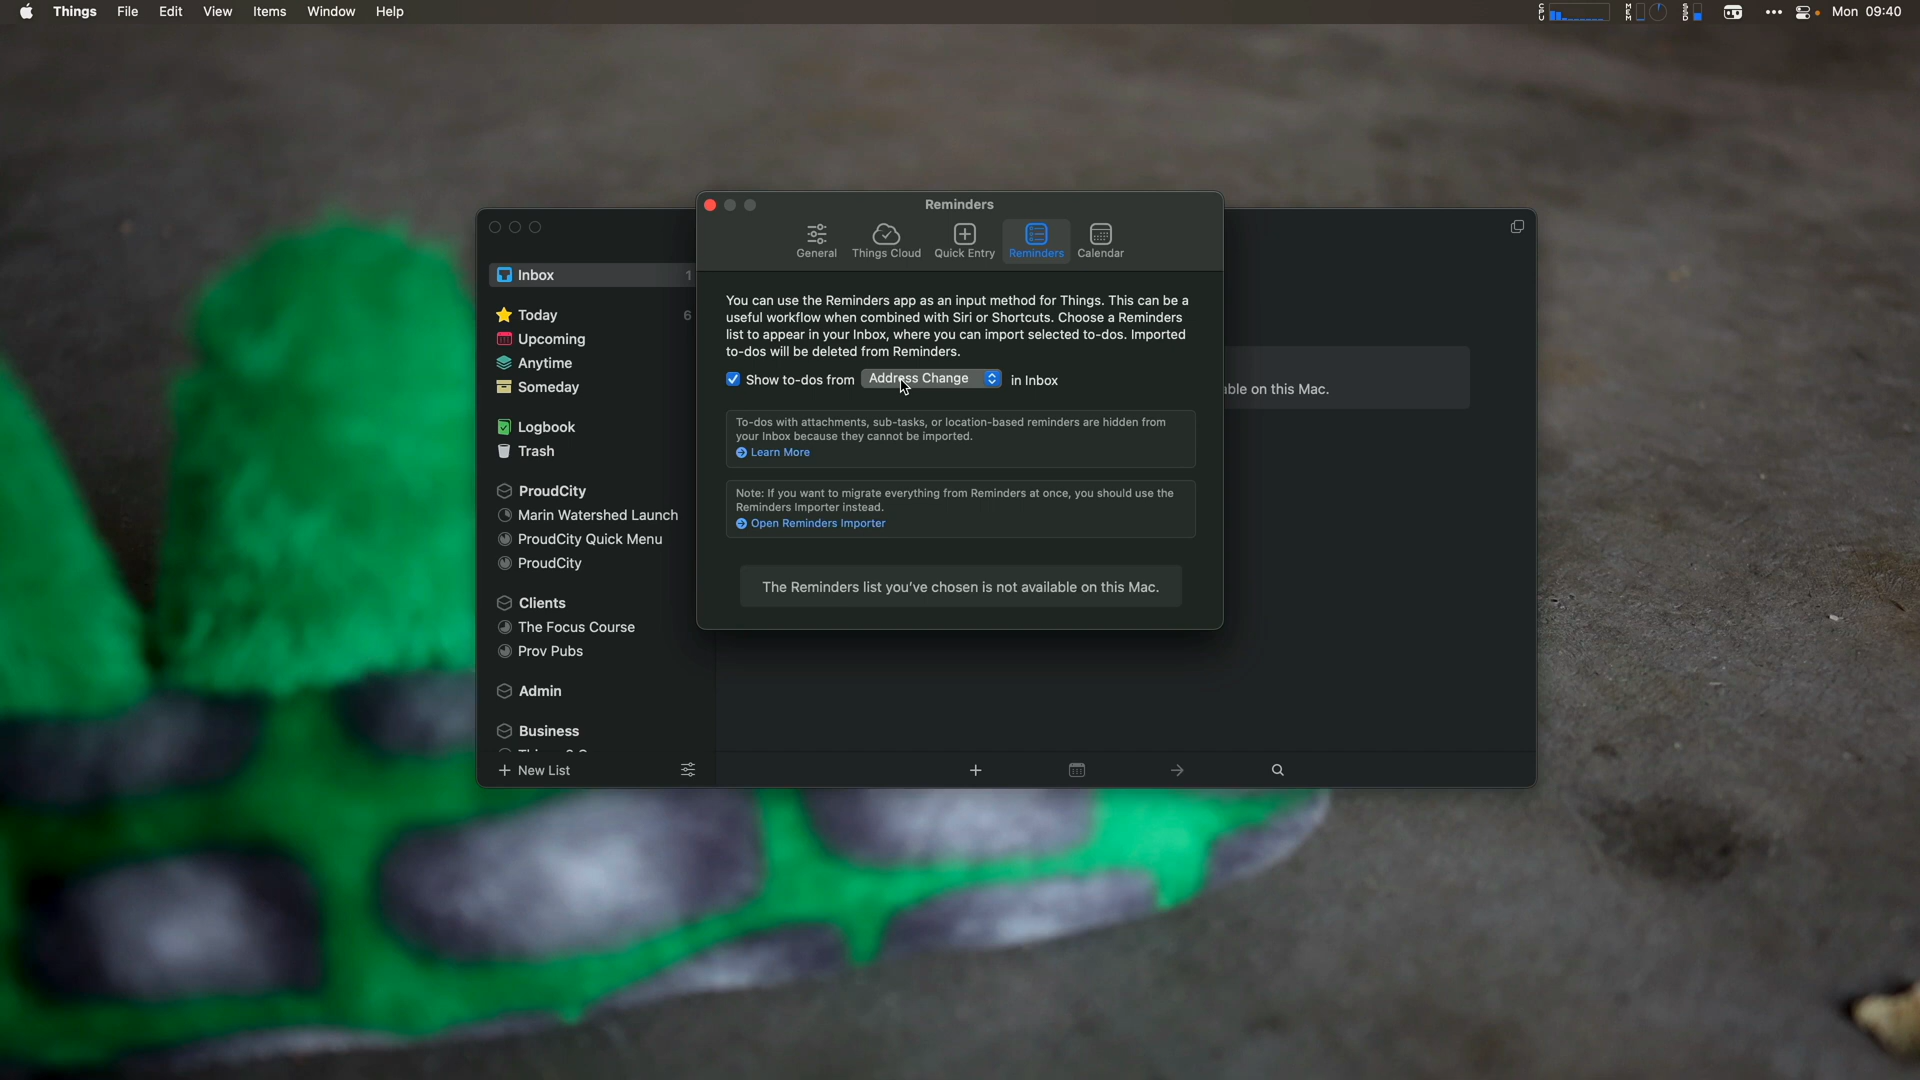 Things File Edit View Items Window Help
CPU MEM SSD Mon 09:40
Reminders
General Things Cloud Quick Entry Reminders Calendar
Inbox 1
Today 6
Upcoming
Anytime
Someday
Logbook
Trash
ProudCity
Marin Watershed Launch
ProudCity Quick Menu
ProudCity
Clients
The Focus Course
Prov Pubs
Admin
Business
New List
You can use the Reminders app as an input method for Things. This can be a
useful workflow when combined with Siri or Shortcuts. Choose a Reminders
list to appear in your Inbox, where you can import selected to-dos. Imported
to-dos will be deleted from Reminders.
Show to-dos from Address Change in Inbox
To-dos with attachments, sub-tasks, or location-based reminders are hidden from
your Inbox because they cannot be imported.
Learn More
Note: If you want to migrate everything from Reminders at once, you should use the
Reminders Importer instead.
Open Reminders Importer
The Reminders list you've chosen is not available on this Mac.
on this Mac.